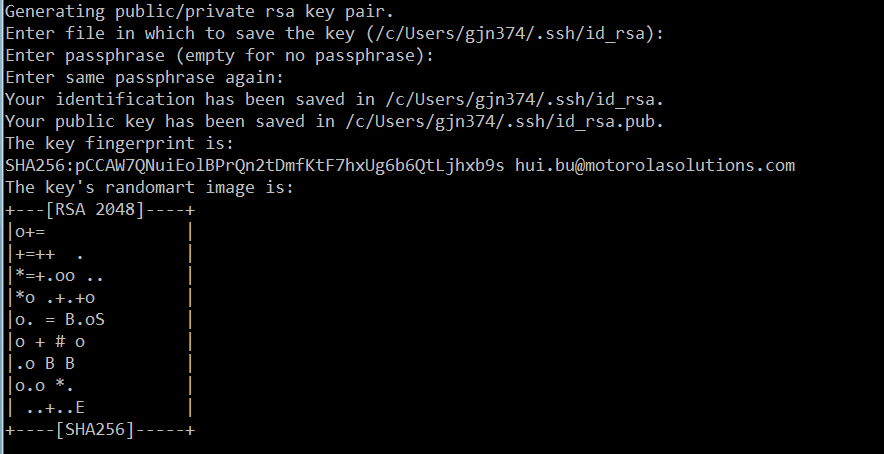 Generating public/private rsa key pair.
Enter file in which to save the key (/c/Users/gjn374/.ssh/id_rsa):
Enter passphrase (empty for no passphrase):
Enter same passphrase again:
Your identification has been saved in /c/Users/gjn374/.ssh/id_rsa.
Your public key has been saved in /c/Users/gjn374/.ssh/id_rsa.pub.
The key fingerprint is:
SHA256:pCCAW7QNuiEolBPrQn2tDmfKtF7hxUg6b6QtLjhxb9s hui.bu@motorolasolutions.com
The key's randomart image is:
+---[RSA 2048]----+
|o+=              |
|+=++  .          |
|*=+.oo ..        |
|*o .+.+o         |
|o. = B.oS        |
|o + # o          |
|.o B B           |
|o.o *.           |
| ..+..E          |
+----[SHA256]-----+